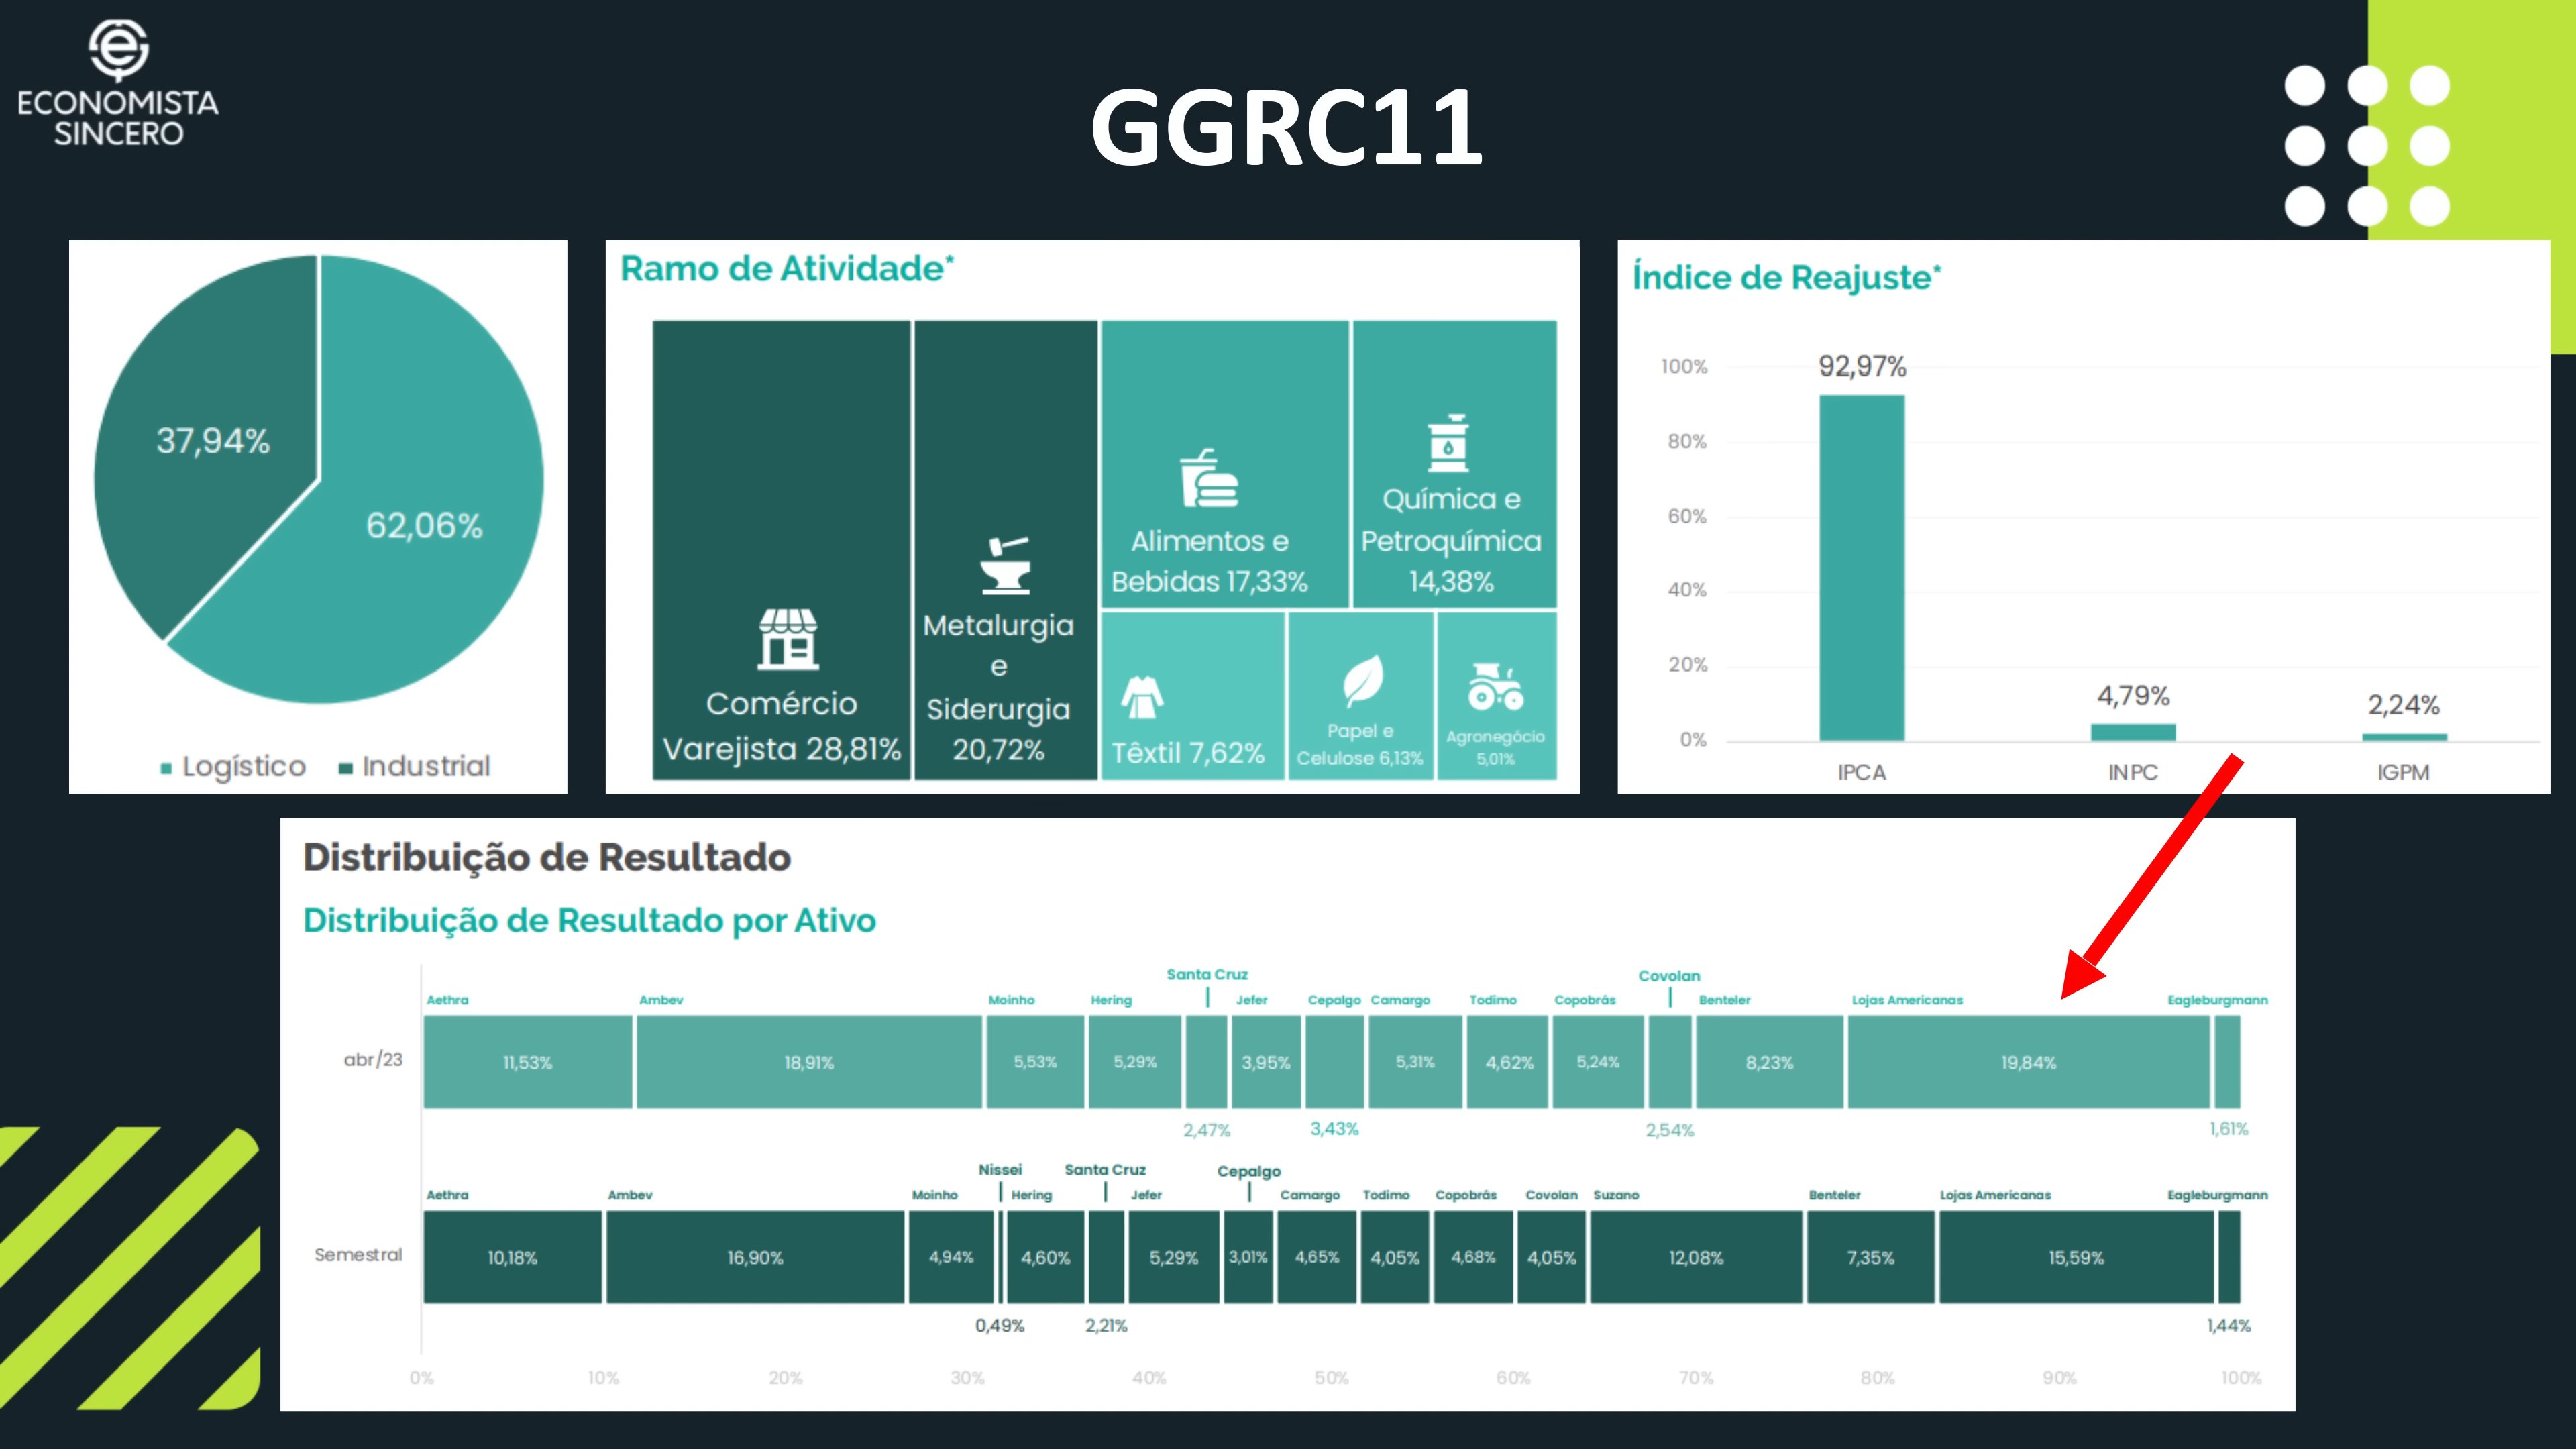 ECONOMISTA
SINCERO
GGRC11
37,94%
62,06%
Logístico Industrial
Ramo de Atividade*
Comércio
Varejista 28,81%
Metalurgia
e
Siderurgia
20,72%
Alimentos e
Bebidas 17,33%
Química e
Petroquímica
14,38%
Têxtil 7,62%
Papel e
Celulose 6,13%
Agronegócio
5,01%
Índice de Reajuste*
100%
80%
60%
40%
20%
0%
92,97%
4,79%
2,24%
IPCA INPC IGPM
Distribuição de Resultado
Distribuição de Resultado por Ativo
Santa Cruz Covolan
Aethra Ambev Moinho Hering Jefer Cepalgo Camargo Todimo Copobrás Benteler Lojas Americanas Eagleburgmann
abr/23 11,53% 18,91% 5,53% 5,29% 3,95% 5,31% 4,62% 5,24% 8,23% 19,84%
2,47% 3,43% 2,54% 1,61%
Nissei Santa Cruz Cepalgo
Aethra Ambev Moinho Hering Jefer Camargo Todimo Copobrás Covolan Suzano Benteler Lojas Americanas Eagleburgmann
Semestral 10,18% 16,90% 4,94% 4,60% 5,29% 3,01% 4,65% 4,05% 4,68% 4,05% 12,08% 7,35% 15,59%
0,49% 2,21% 1,44%
0% 10% 20% 30% 40% 50% 60% 70% 80% 90% 100%